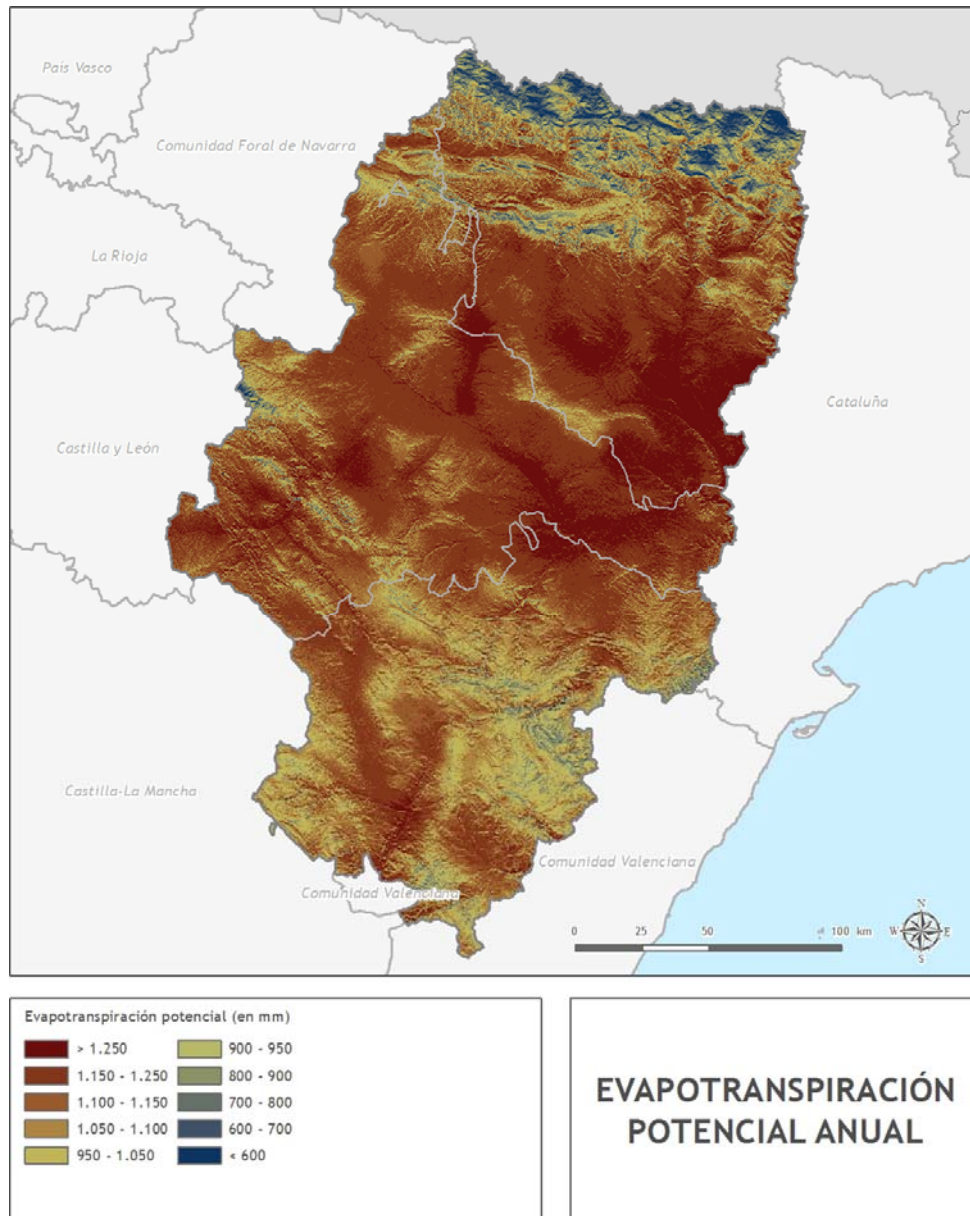 País Vasco
Comunidad Foral de Navarra
La Rioja
Cataluña
Castilla y León
Castilla-La Mancha
Comunidad Valenciana
Comunidad Valenciana
N
W E
S
0 25 50 100 km
Evapotranspiración potencial (en mm)
> 1.250
1.150 - 1.250
1.100 - 1.150
1.050 - 1.100
950 - 1.050
900 - 950
800 - 900
700 - 800
600 - 700
< 600
EVAPOTRANSPIRACIÓN
POTENCIAL ANUAL